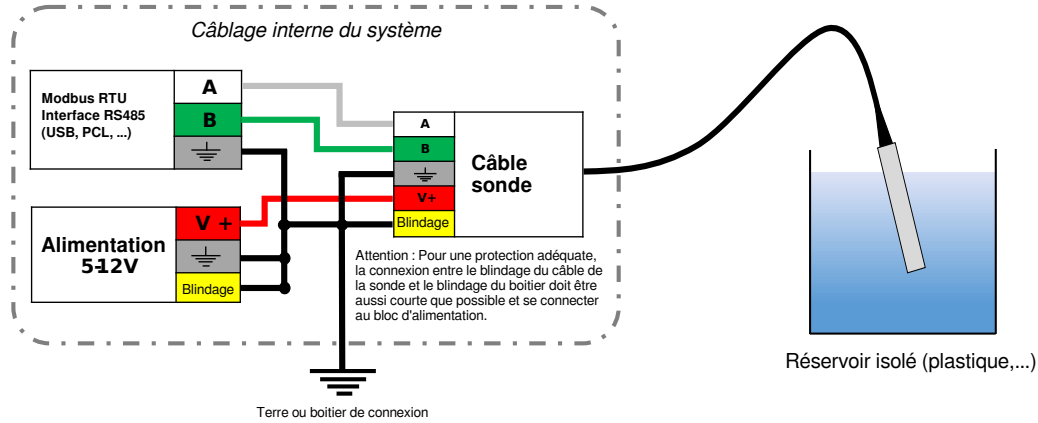 Câblage interne du système
Modbus RTU
Interface RS485
(USB, PCL, ...)
A
B
A
B
V+
Blindage
Câble
sonde
Alimentation
5-12V
V +
Blindage
Attention : Pour une protection adéquate,
la connexion entre le blindage du câble de
la sonde et le blindage du boitier doit être
aussi courte que possible et se connecter
au bloc d'alimentation.
Réservoir isolé (plastique,...)
Terre ou boitier de connexion